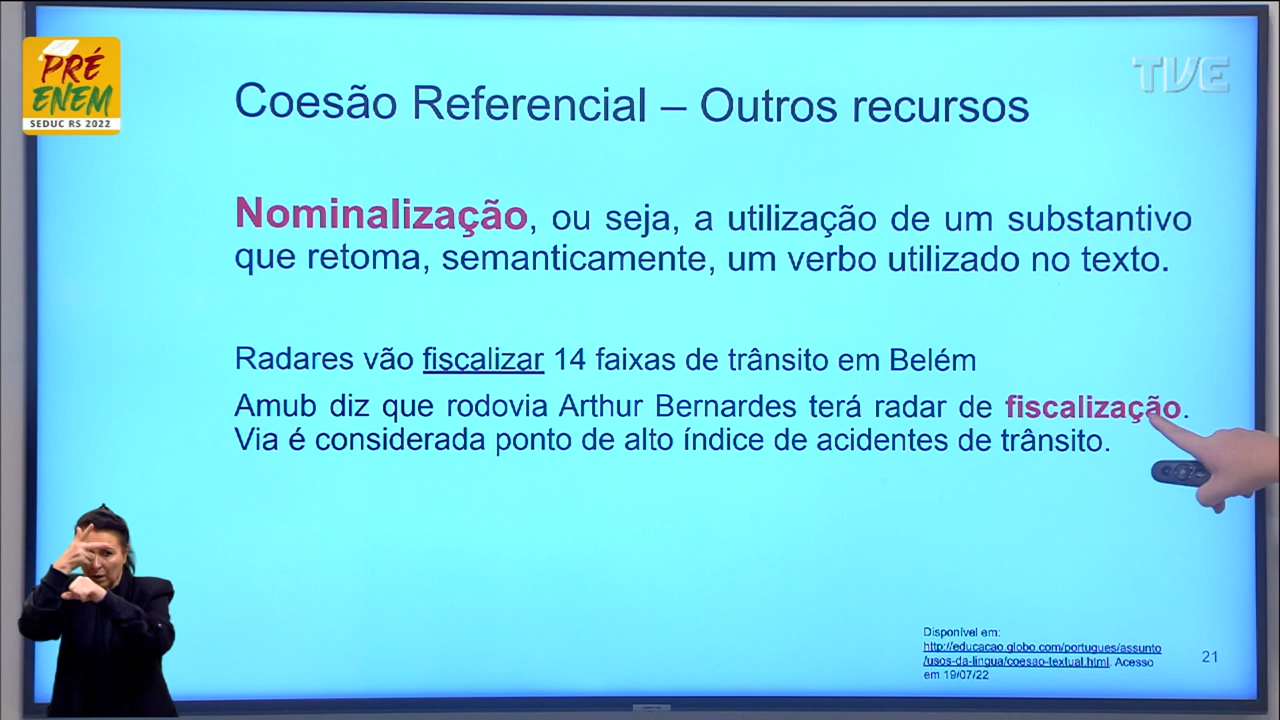 PRÉ
ENEM
SEDUC RS 2022
TVE
Coesão Referencial – Outros recursos
Nominalização, ou seja, a utilização de um substantivo
que retoma, semanticamente, um verbo utilizado no texto.
Radares vão fiscalizar 14 faixas de trânsito em Belém
Amub diz que rodovia Arthur Bernardes terá radar de fiscalização.
Via é considerada ponto de alto índice de acidentes de trânsito.
Disponível em:
http://educacao.globo.com/portugues/assunto
/usos-da-lingua/coesao-textual.html. Acesso
em 19/07/22
21